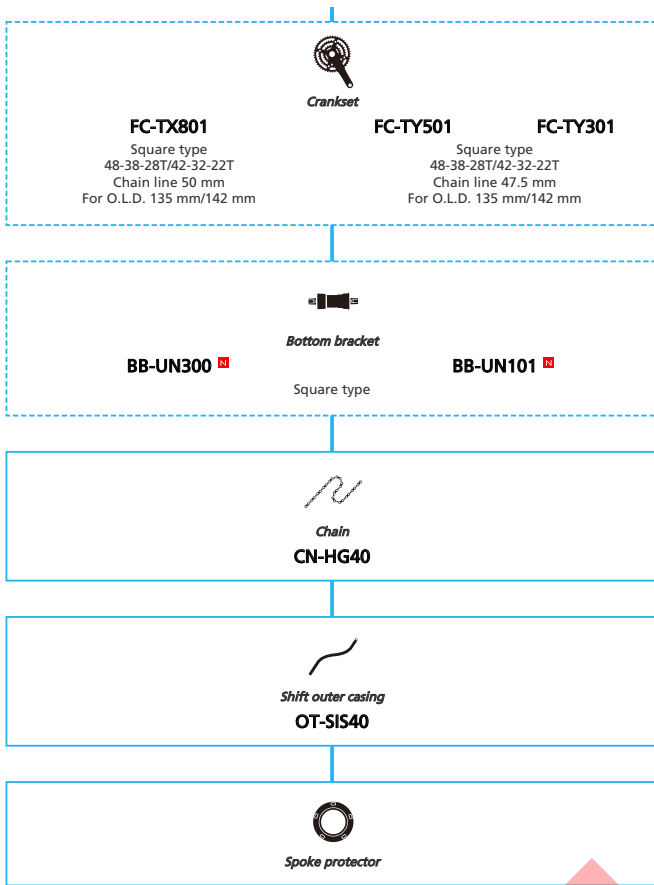 Crankset
FC-TX801
FC-TY501 FC-TY301
Square type
48-38-28T/42-32-22T
Chain line 50 mm
For O.L.D. 135 mm/142 mm
Square type
48-38-28T/42-32-22T
Chain line 47.5 mm
For O.L.D. 135 mm/142 mm
Bottom bracket
BB-UN300 N
BB-UN101 N
Square type
Chain
CN-HG40
Shift outer casing
OT-SIS40
Spoke protector